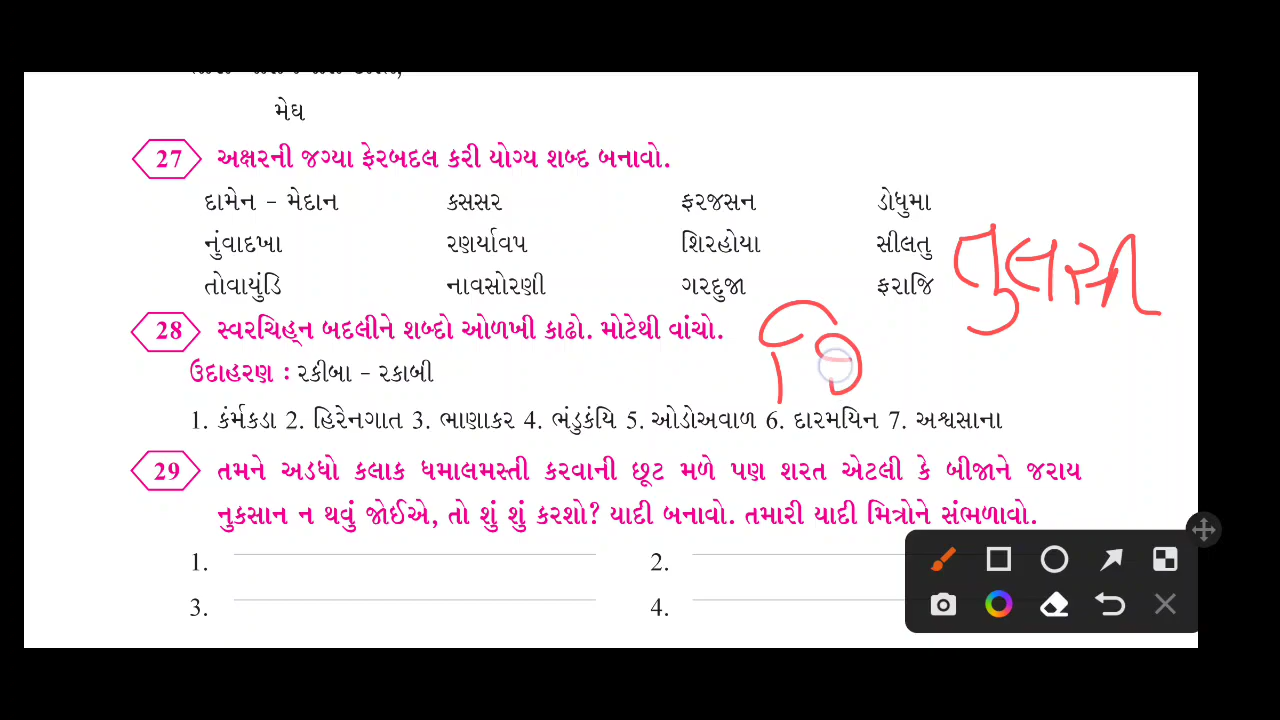 મેઘ
27 અક્ષરની જગ્યા ફેરબદલ કરી યોગ્ય શબ્દ બનાવો.
દામેન - મેદાન કસસર ફરજસન ડોધુમા
નુંવાદખા રણર્યાવપ શિરહોયા સીલતુ તુલસી
તોવાયુંડિ નાવસોરણી ગરદુજા ફરાજિ
28 સ્વરચિહ્ન બદલીને શબ્દો ઓળખી કાઢો. મોટેથી વાંચો.
ઉદાહરણ : રકીબા - રકાબી
1. કંર્મકડા 2. હિરેનગાત 3. ભાણાકર 4. ભંડુકંયિ 5. ઓડોઅવાળ 6. દારમયિન 7. અશ્વસાના
29 તમને અડધો કલાક ધમાલમસ્તી કરવાની છૂટ મળે પણ શરત એટલી કે બીજાને જરાય
નુકસાન ન થવું જોઈએ, તો શું શું કરશો? યાદી બનાવો. તમારી યાદી મિત્રોને સંભળાવો.
1. 2.
3. 4.